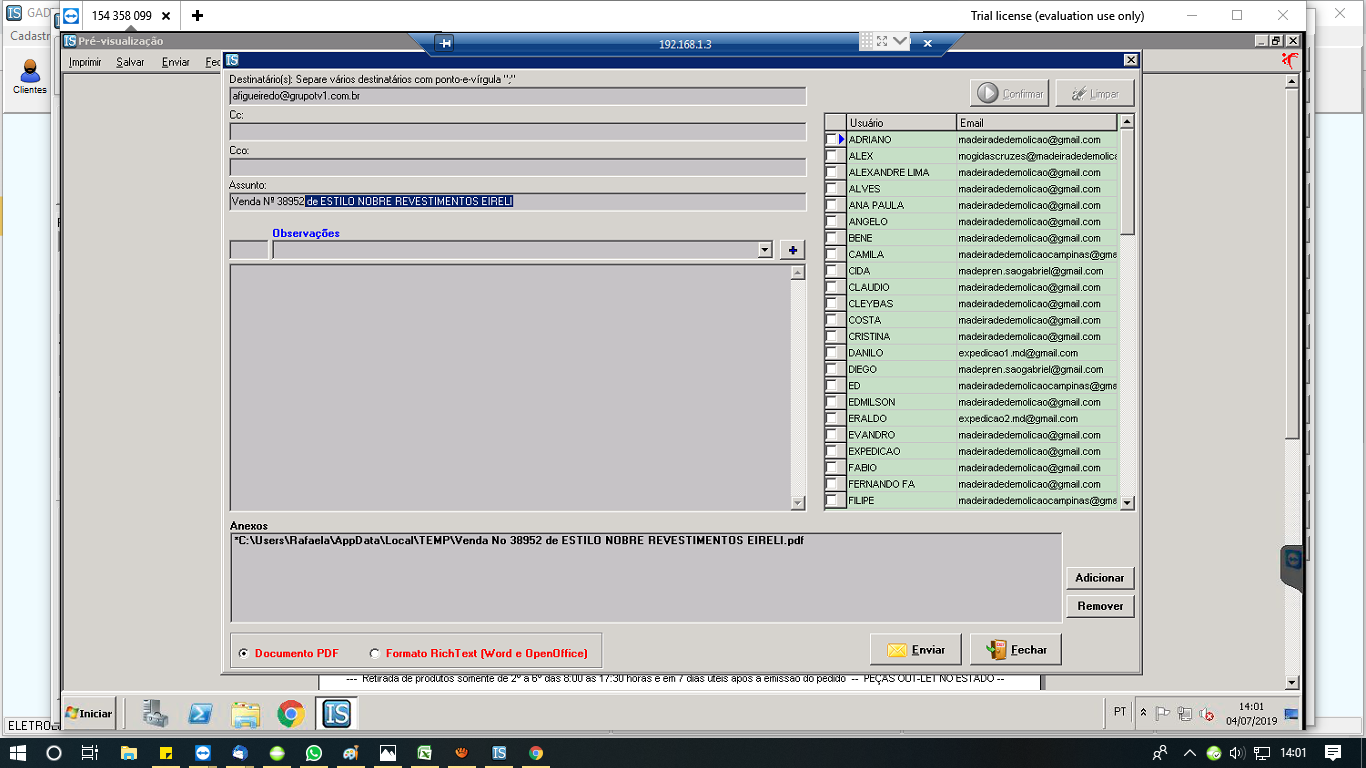 GAD
154 358 099
Trial license (evaluation use only)
Cadastr
Clientes
Pré-visualização
192.168.1.3
Imprimir Salvar Enviar Fec
Destinatário(s): Separe vários destinatários com ponto-e-vírgula ";"
afigueiredo@grupotv1.com.br
Confirmar Limpar
Cc:
Cco:
Assunto:
Venda Nº 38952 de ESTILO NOBRE REVESTIMENTOS EIRELI
Observações
Usuário Email
ADRIANO madeiradedemolicao@gmail.com
ALEX mogidascruzes@madeiradedemolica
ALEXANDRE LIMA madeiradedemolicao@gmail.com
ALVES madeiradedemolicao@gmail.com
ANA PAULA madeiradedemolicao@gmail.com
ANGELO madeiradedemolicao@gmail.com
BENE madeiradedemolicao@gmail.com
CAMILA madeiradedemolicaocampinas@gma
CIDA madepren.saogabriel@gmail.com
CLAUDIO madeiradedemolicao@gmail.com
CLEYBAS madeiradedemolicao@gmail.com
COSTA madeiradedemolicao@gmail.com
CRISTINA madeiradedemolicao@gmail.com
DANILO expedicao1.md@gmail.com
DIEGO madepren.saogabriel@gmail.com
ED madeiradedemolicaocampinas@gma
EDMILSON madeiradedemolicao@gmail.com
ERALDO expedicao2.md@gmail.com
EVANDRO madeiradedemolicao@gmail.com
EXPEDICAO madeiradedemolicao@gmail.com
FABIO madeiradedemolicao@gmail.com
FERNANDO FA madeiradedemolicao@gmail.com
FILIPE madeiradedemolicaocampinas@gma
Anexos
*C:\Users\Rafaela\AppData\Local\TEMP\Venda No 38952 de ESTILO NOBRE REVESTIMENTOS EIRELI.pdf
Adicionar
Remover
Documento PDF Formato RichText (Word e OpenOffice)
Enviar Fechar
--- Retirada de produtos somente de 2º a 6º das 8:00 as 17:30 horas e em 7 dias uteis após a emissão do pedido -- PEÇAS OUT-LET NO ESTADO --
Iniciar
PT
14:01
04/07/2019
ELETRO
14:01